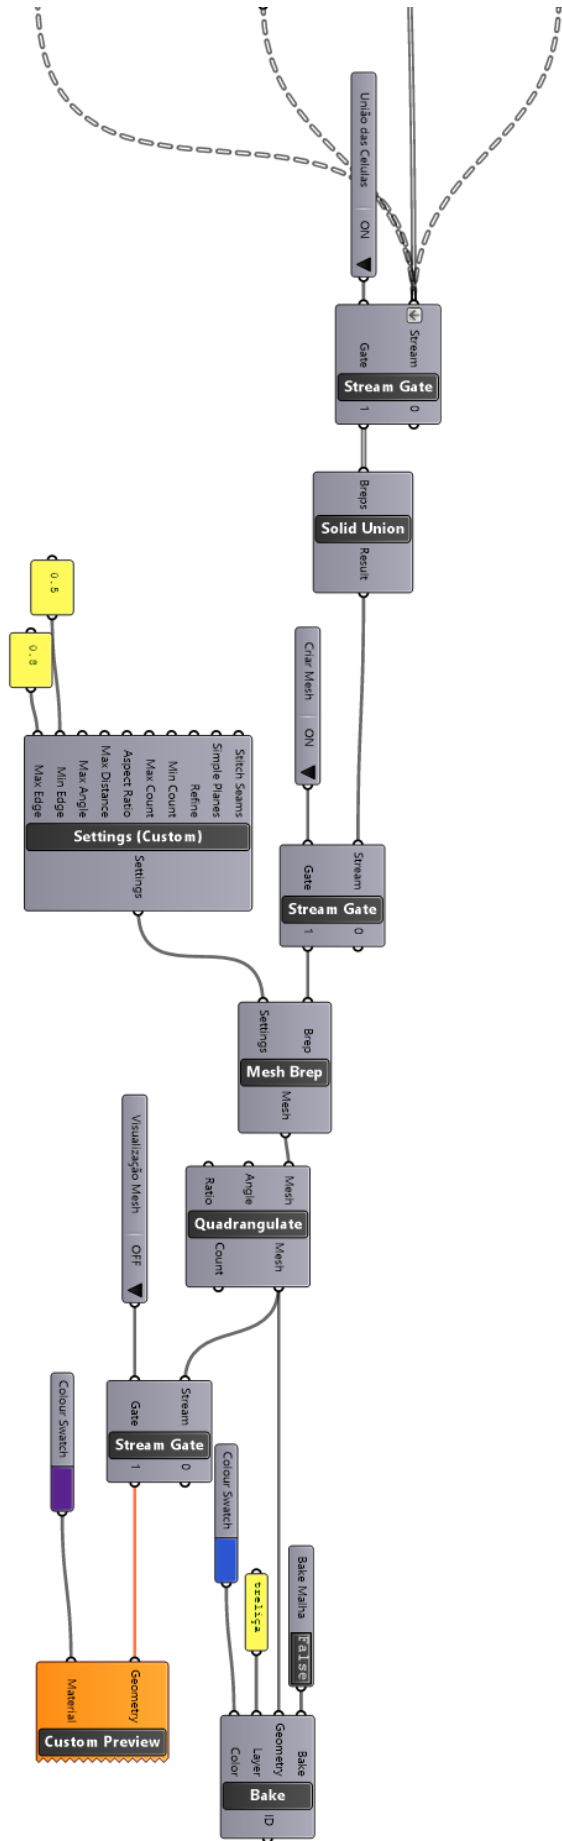 União das Celulas
ON
Stream
Gate
Stream Gate
0
1
Breps
Solid Union
Result
0.5
0.8
Criar Mesh
ON
Stitch Seams
Simple Planes
Refine
Min Count
Max Count
Aspect Ratio
Max Distance
Max Angle
Min Edge
Max Edge
Settings (Custom)
Settings
Stream
Gate
Stream Gate
0
1
Brep
Settings
Mesh Brep
Mesh
Visualização Mesh
OFF
Mesh
Angle
Ratio
Quadrangulate
Mesh
Count
Colour Swatch
Stream
Gate
Stream Gate
0
1
Colour Swatch
treliça
Bake Malha
False
Geometry
Material
Custom Preview
Bake
Geometry
Layer
Color
Bake
ID